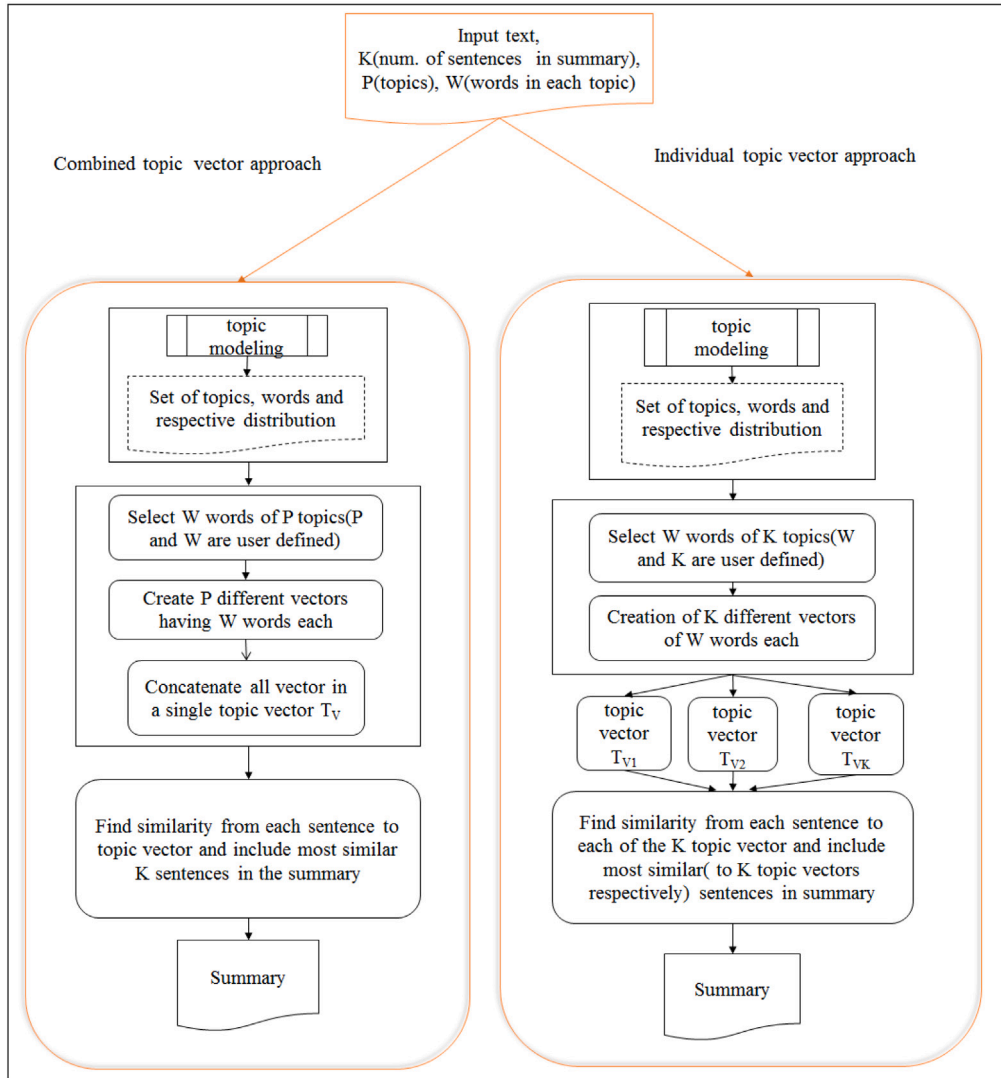 Input text,
K(num. of sentences in summary),
P(topics), W(words in each topic)
Combined topic vector approach
Individual topic vector approach
topic
modeling
Set of topics, words and
respective distribution
Select W words of P topics(P
and W are user defined)
Create P different vectors
having W words each
Concatenate all vector in
a single topic vector TV
Find similarity from each sentence to
topic vector and include most similar
K sentences in the summary
Summary
topic
modeling
Set of topics, words and
respective distribution
Select W words of K topics(W
and K are user defined)
Creation of K different vectors
of W words each
topic
vector
TV1
topic
vector
TV2
topic
vector
TVK
Find similarity from each sentence to
each of the K topic vector and include
most similar( to K topic vectors
respectively) sentences in summary
Summary